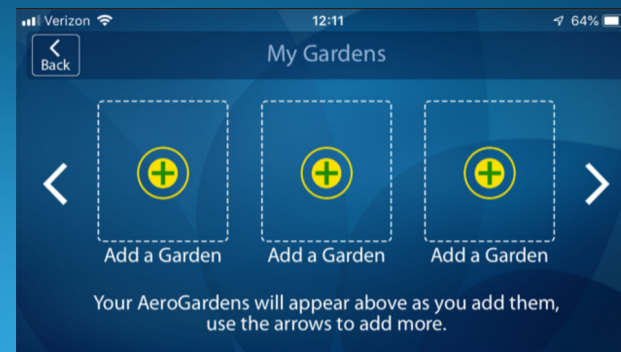 Verizon 12:11 64%
Back My Gardens
Add a Garden Add a Garden Add a Garden
Your AeroGardens will appear above as you add them,
use the arrows to add more.